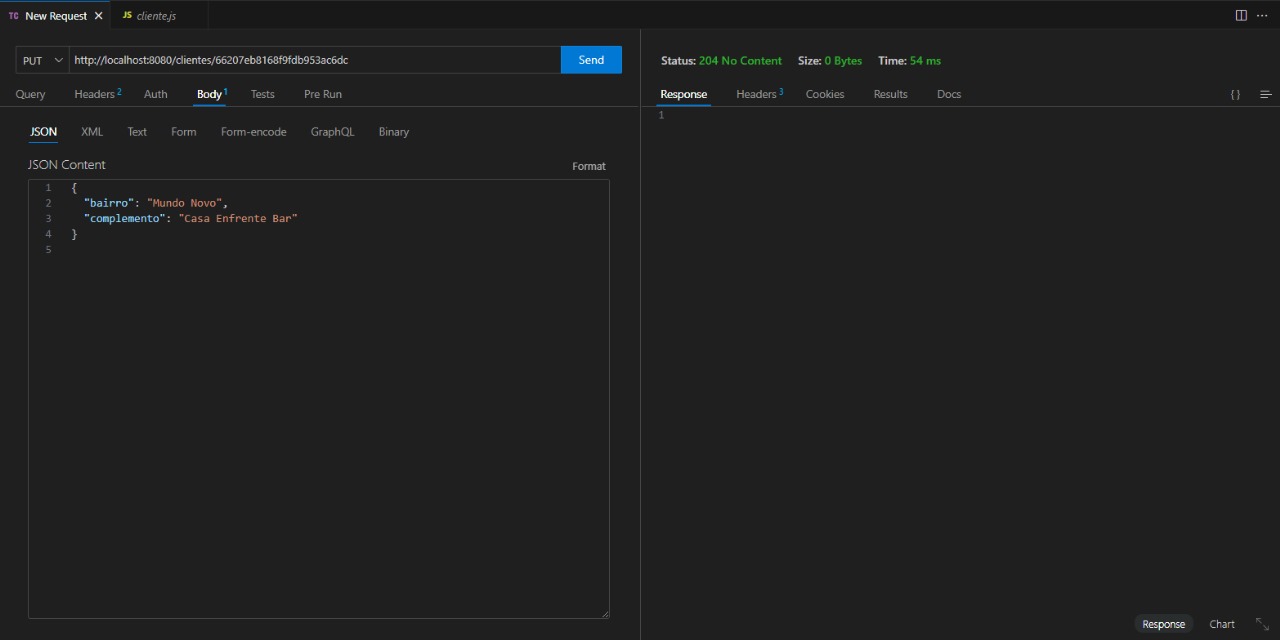 TC New Request × JS cliente.js
PUT http://localhost:8080/clientes/66207eb8168f9fdb953ac6dc Send
Query Headers 2 Auth Body 1 Tests Pre Run
JSON XML Text Form Form-encode GraphQL Binary
JSON Content Format
1 {
2 "bairro": "Mundo Novo",
3 "complemento": "Casa Enfrente Bar"
4 }
5
Status: 204 No Content Size: 0 Bytes Time: 54 ms
Response Headers 3 Cookies Results Docs { }
1
Response Chart